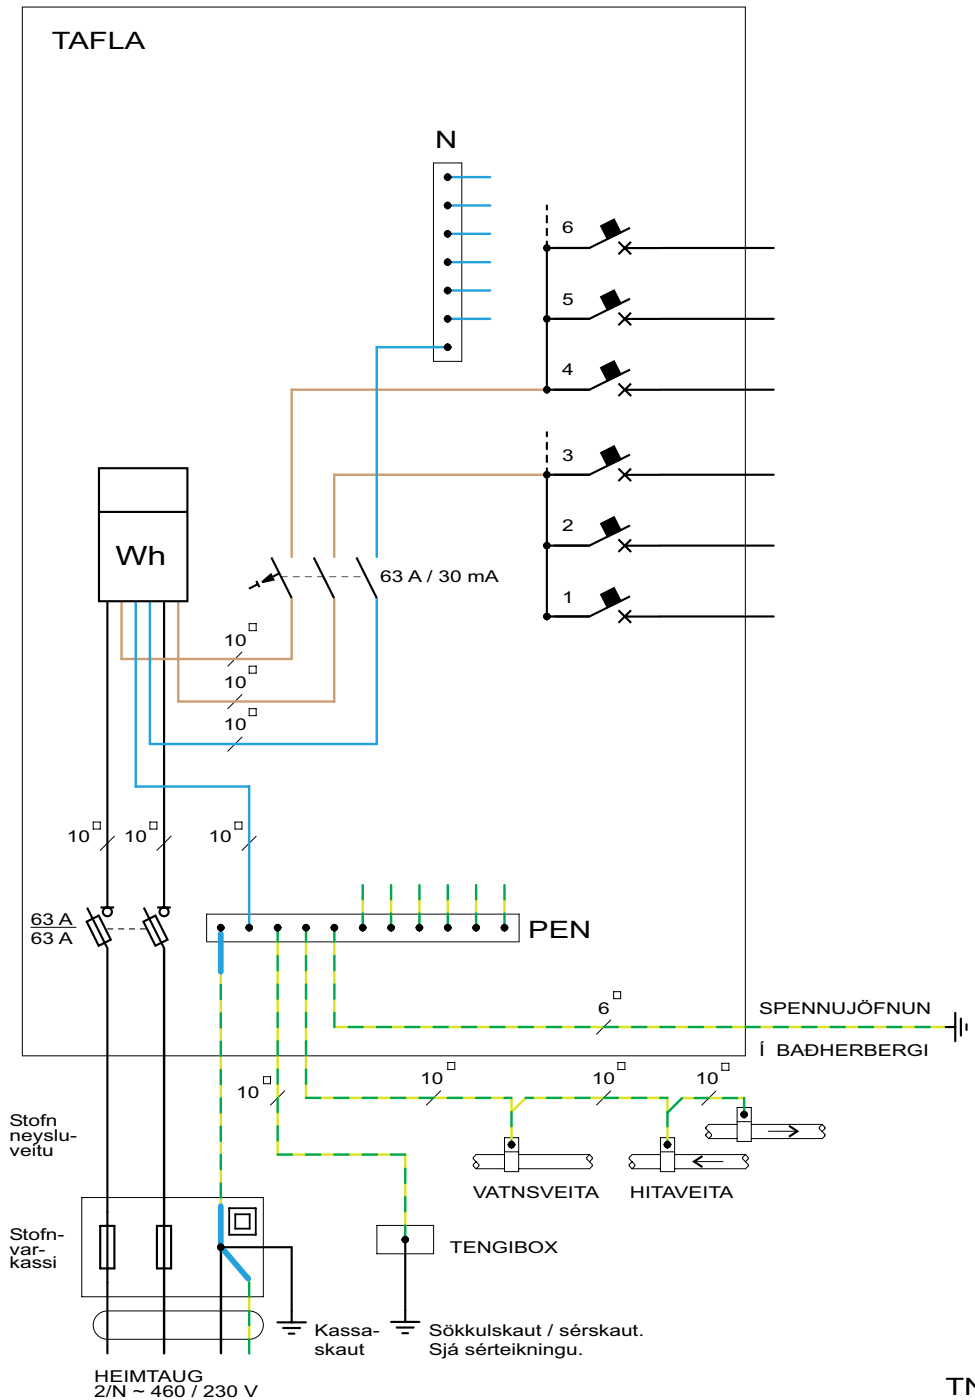 TAFLA
N
6
5
4
3
2
1
Wh
63 A / 30 mA
10 □
10 □
10 □
10 □ 10 □ 10 □
63 A
63 A
PEN
6 □
SPENNUJÖFNUN
Í BAÐHERBERGI
10 □ 10 □ 10 □ 10 □
Stofn
neyslu-
veitu
VATNSVEITA
HITAVEITA
Stofn-
var-
kassi
TENGIBOX
Kassa-
skaut
Sökkulskaut / sérskaut.
Sjá sérteikningu.
HEIMTAUG
2/N ~ 460 / 230 V